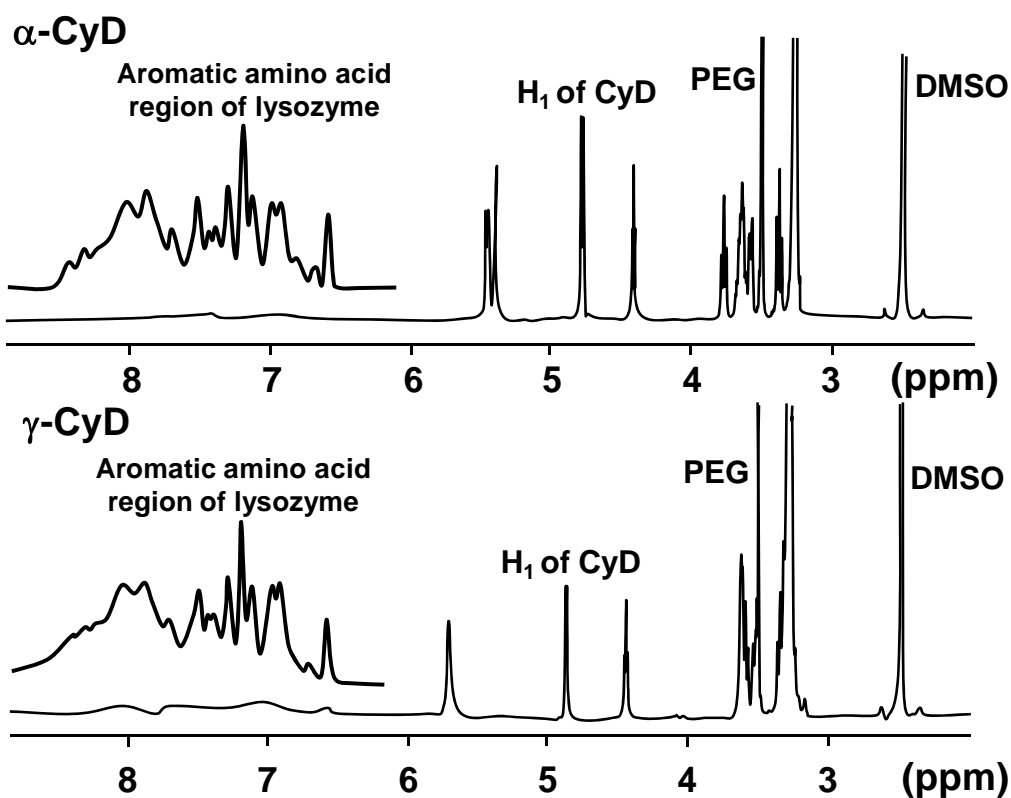 α-CyD
Aromatic amino acid
region of lysozyme
H₁ of CyD
PEG
DMSO
8 7 6 5 4 3 (ppm)
γ-CyD
Aromatic amino acid
region of lysozyme
H₁ of CyD
PEG
DMSO
8 7 6 5 4 3 (ppm)